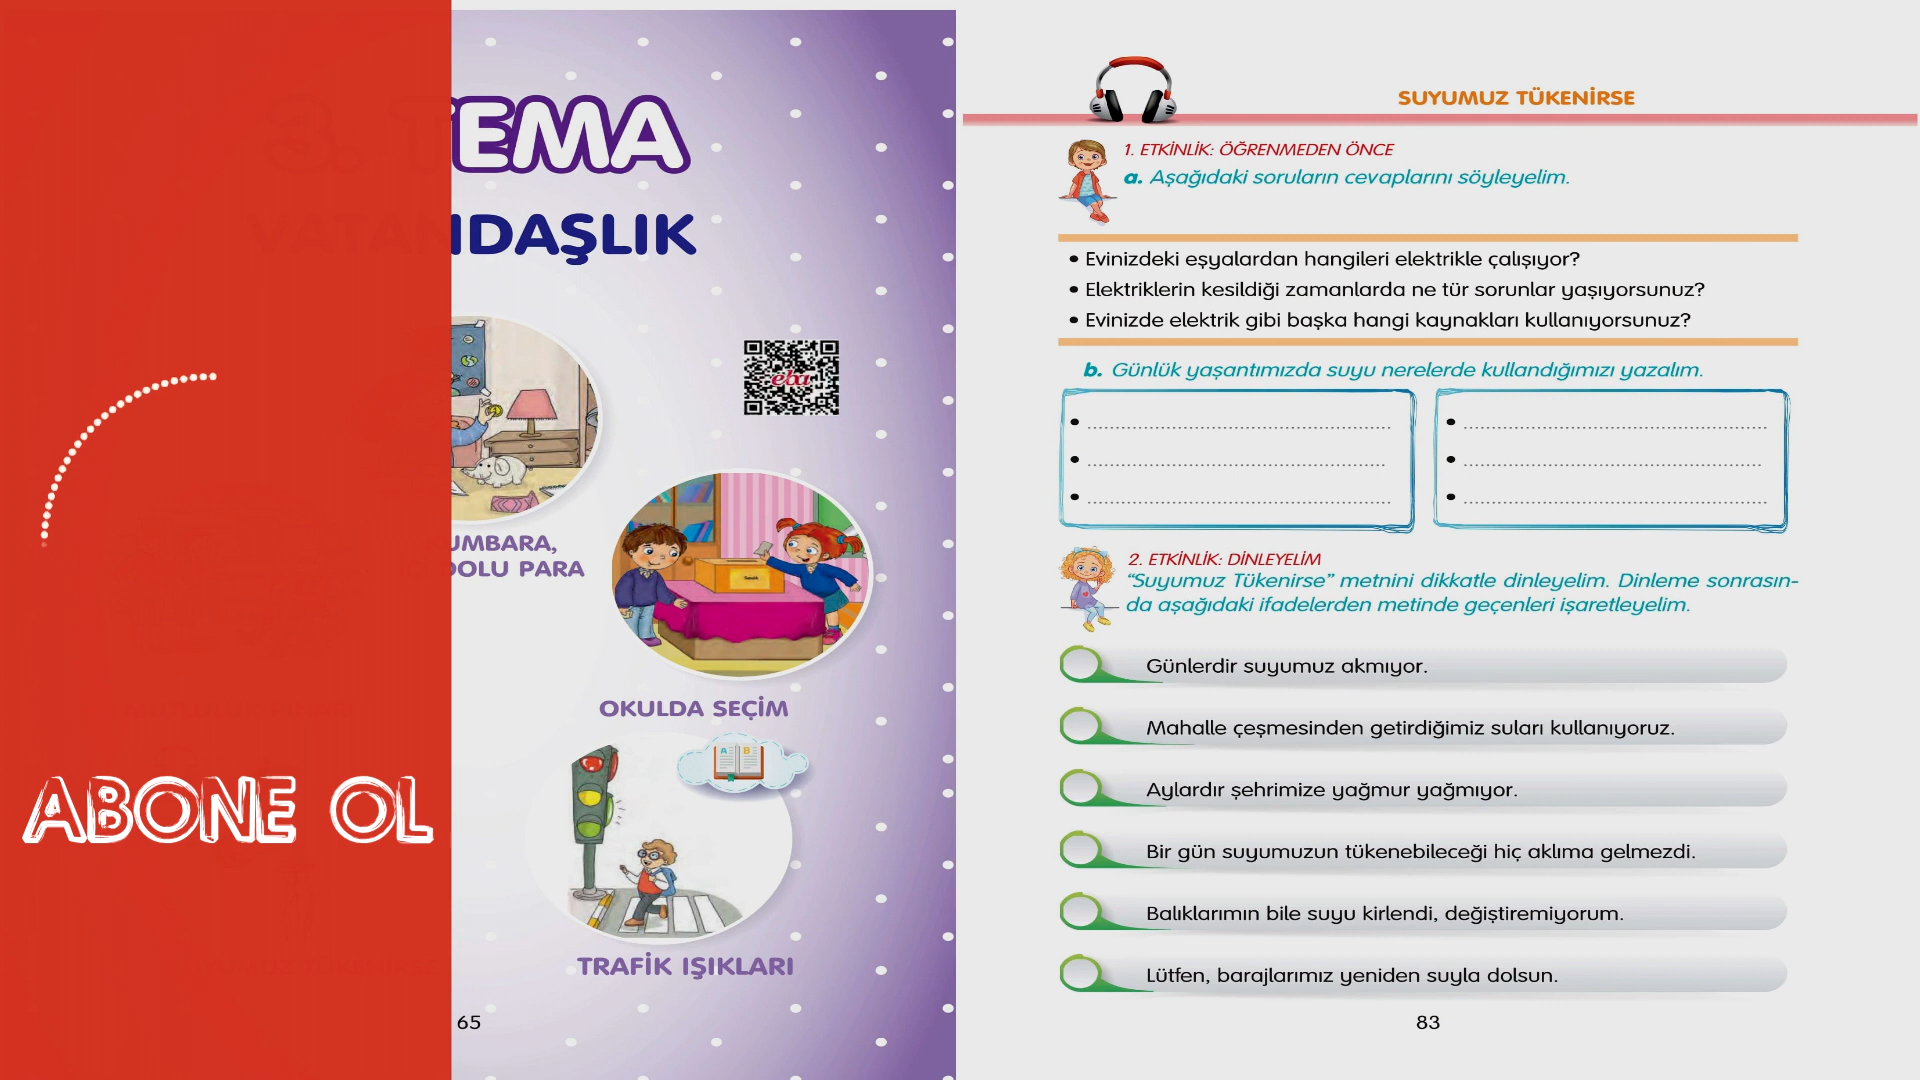 TEMA
VATANDAŞLIK
eba
UMBARA,
DOLU PARA
OKULDA SEÇİM
A B
TRAFİK IŞIKLARI
65
ABONE OL
SUYUMUZ TÜKENİRSE
1. ETKİNLİK: ÖĞRENMEDEN ÖNCE
a. Aşağıdaki soruların cevaplarını söyleyelim.
• Evinizdeki eşyalardan hangileri elektrikle çalışıyor?
• Elektriklerin kesildiği zamanlarda ne tür sorunlar yaşıyorsunuz?
• Evinizde elektrik gibi başka hangi kaynakları kullanıyorsunuz?
b. Günlük yaşantımızda suyu nerelerde kullandığımızı yazalım.
2. ETKİNLİK: DİNLEYELİM
“Suyumuz Tükenirse” metnini dikkatle dinleyelim. Dinleme sonrasın-
da aşağıdaki ifadelerden metinde geçenleri işaretleyelim.
Günlerdir suyumuz akmıyor.
Mahalle çeşmesinden getirdiğimiz suları kullanıyoruz.
Aylardır şehrimize yağmur yağmıyor.
Bir gün suyumuzun tükenebileceği hiç aklıma gelmezdi.
Balıklarımın bile suyu kirlendi, değiştiremiyorum.
Lütfen, barajlarımız yeniden suyla dolsun.
83